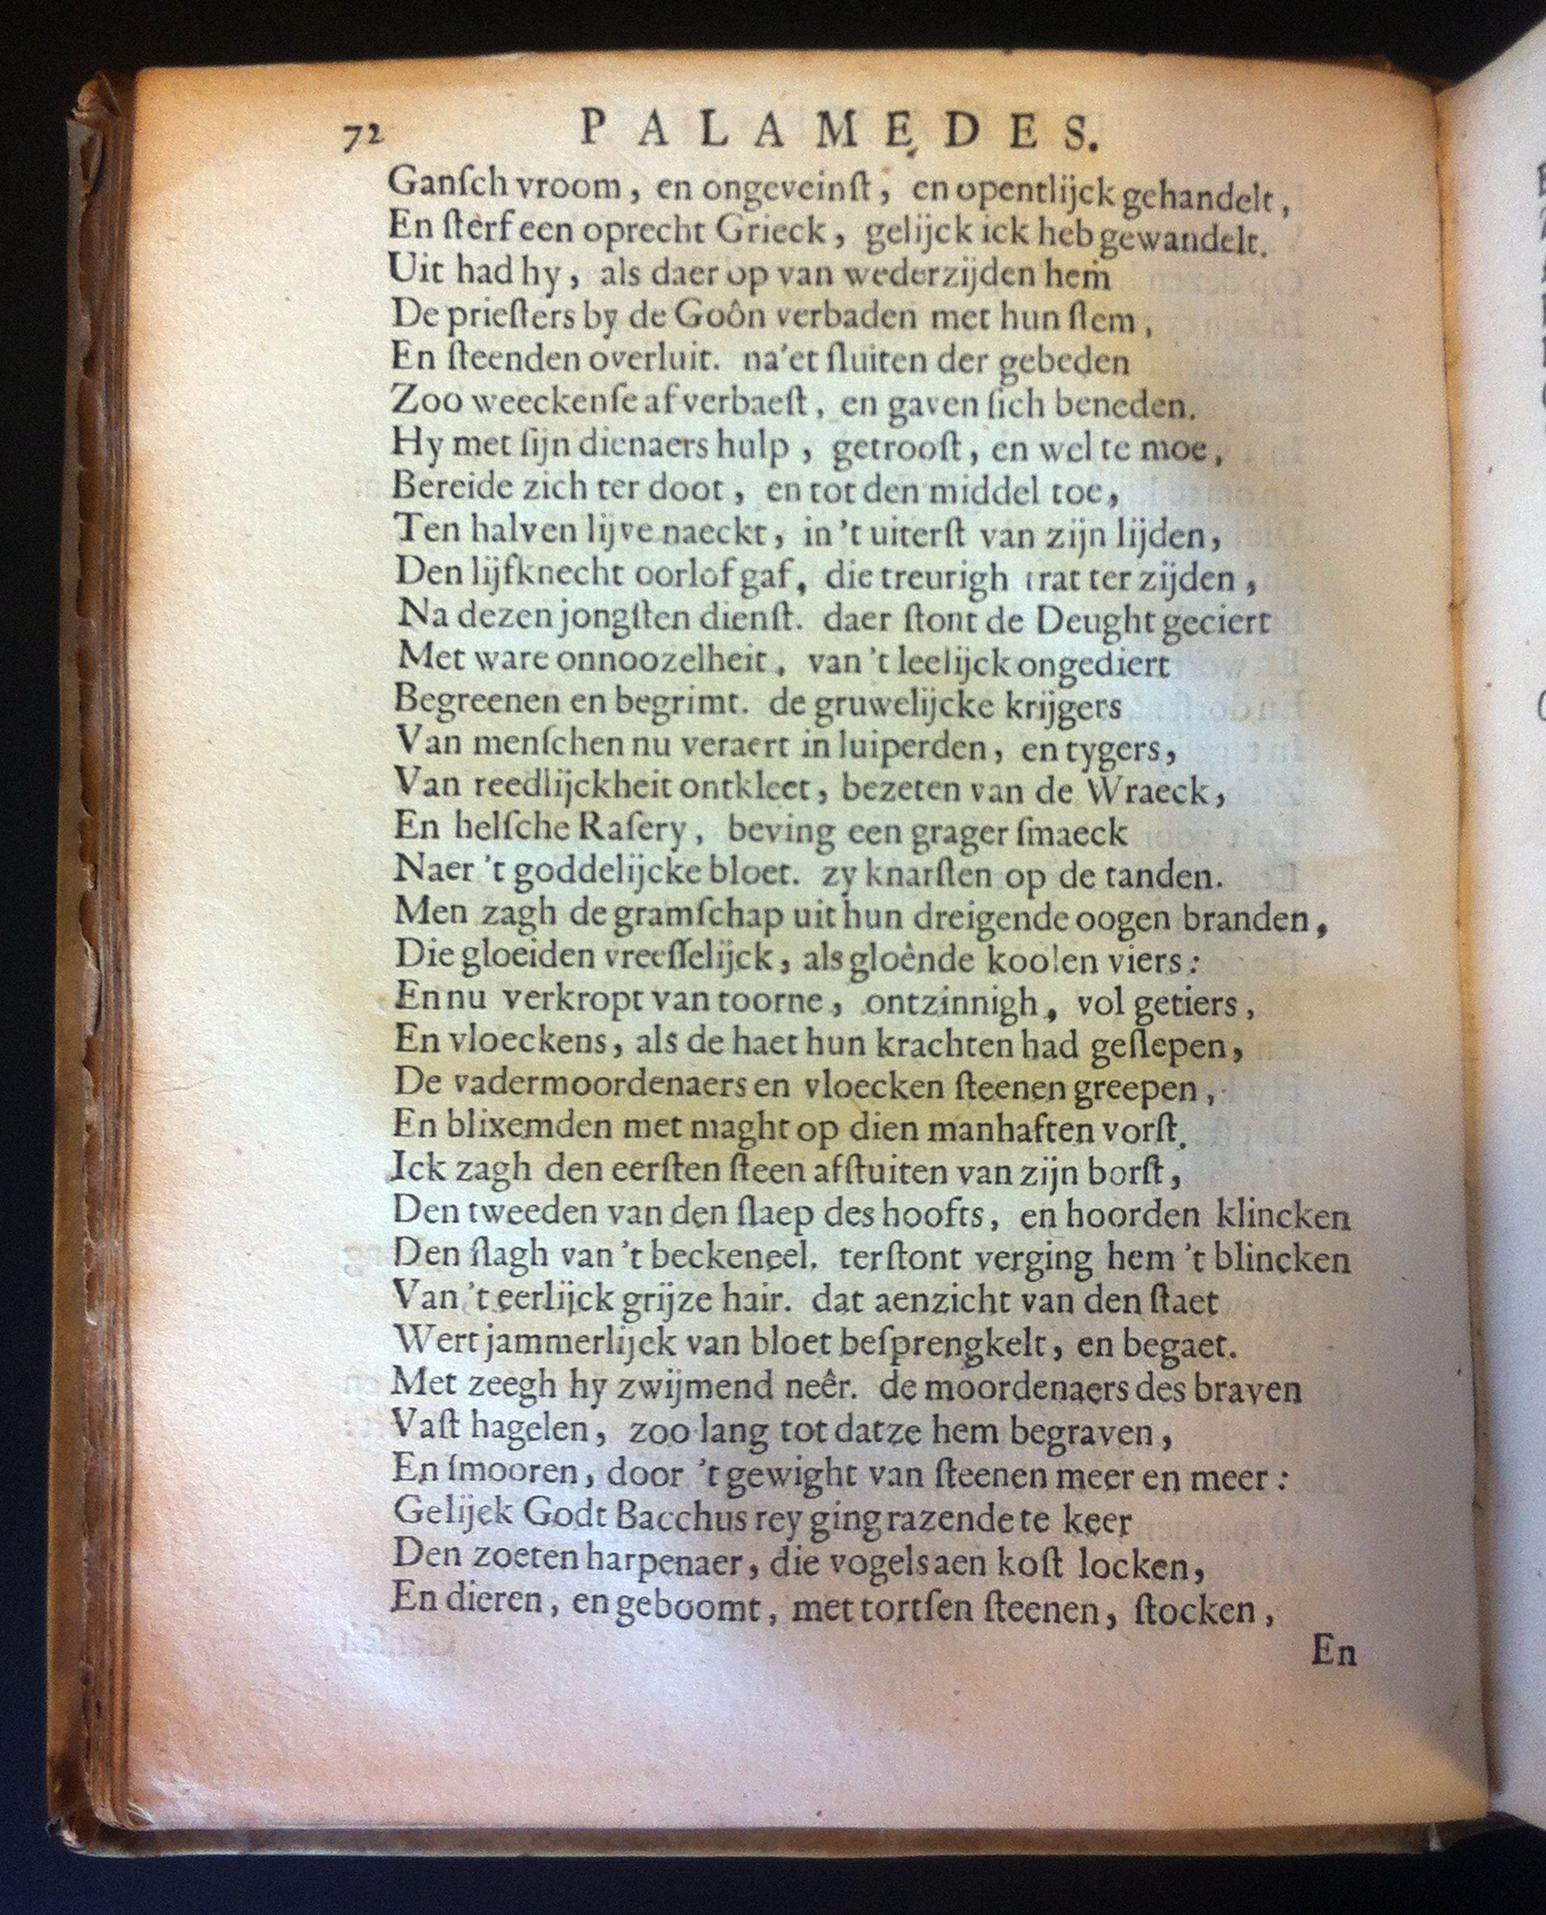 72 PALAMEDES.
Ganſch vroom, en ongeveinſt, en opentlijck gehandelt,
En ſterf een oprecht Grieck, gelijck ick heb gewandelt.
Uit had hy, als daer op van wederzijden hem
De prieſters by de Goôn verbaden met hun ſtem,
En ſteenden overluit. na'et ſluiten der gebeden
Zoo weeckenſe af verbaeſt, en gaven ſich beneden.
Hy met ſijn dienaers hulp, getrooſt, en wel te moe,
Bereide zich ter doot, en tot den middel toe,
Ten halven lijve naeckt, in 't uiterſt van zijn lijden,
Den lijfknecht oorlof gaf, die treurigh trat ter zijden,
Na dezen jongſten dienſt. daer ſtont de Deught geciert
Met ware onnoozelheit, van 't leelijck ongediert
Begreenen en begrimt. de gruwelijcke krijgers
Van menſchen nu veraert in luiperden, en tygers,
Van reedlijckheit ontkleet, bezeten van de Wraeck,
En helſche Raſery, beving een grager ſmaeck
Naer 't goddelijcke bloet. zy knarſten op de tanden.
Men zagh de gramſchap uit hun dreigende oogen branden,
Die gloeiden vreeſſelijck, als gloênde koolen viers:
En nu verkropt van toorne, ontzinnigh, vol getiers,
En vloeckens, als de haet hun krachten had geſlepen,
De vadermoordenaers en vloecken ſteenen greepen,
En blixemden met maght op dien manhaften vorſt.
Ick zagh den eerſten ſteen afſtuiten van zijn borſt,
Den tweeden van den ſlaep des hoofts, en hoorden klincken
Den ſlagh van 't beckeneel. terſtont verging hem 't blincken
Van 't eerlijck grijze hair. dat aenzicht van den ſtaet
Wert jammerlijck van bloet beſprengkelt, en begaet.
Met zeegh hy zwijmend neêr. de moordenaers des braven
Vaſt hagelen, zoo lang tot datze hem begraven,
En ſmooren, door 't gewight van ſteenen meer en meer:
Gelijck Godt Bacchus rey ging razende te keer
Den zoeten harpenaer, die vogels aen koſt locken,
En dieren, en geboomt, met tortſen ſteenen, ſtocken,
En